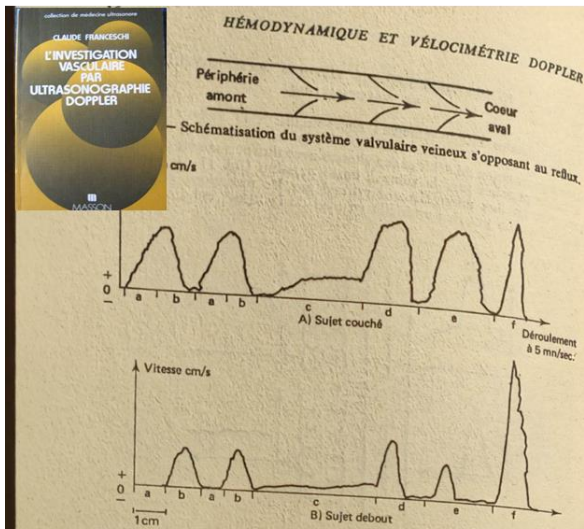 collection de médecine ultrasonore
CLAUDE FRANCESCHI
L'INVESTIGATION
VASCULAIRE
PAR
ULTRASONOGRAPHIE
DOPPLER
MASSON
HÉMODYNAMIQUE ET VÉLOCIMÉTRIE DOPPLER
Périphérie
amont
Coeur
aval
— Schématisation du système valvulaire veineux s'opposant au reflux.
cm/s
+
0
—
a b a b c d e f
A) Sujet couché
Déroulement
à 5 mn/sec.
Vitesse cm/s
+
0
—
a b a b c d e f
1cm
B) Sujet debout